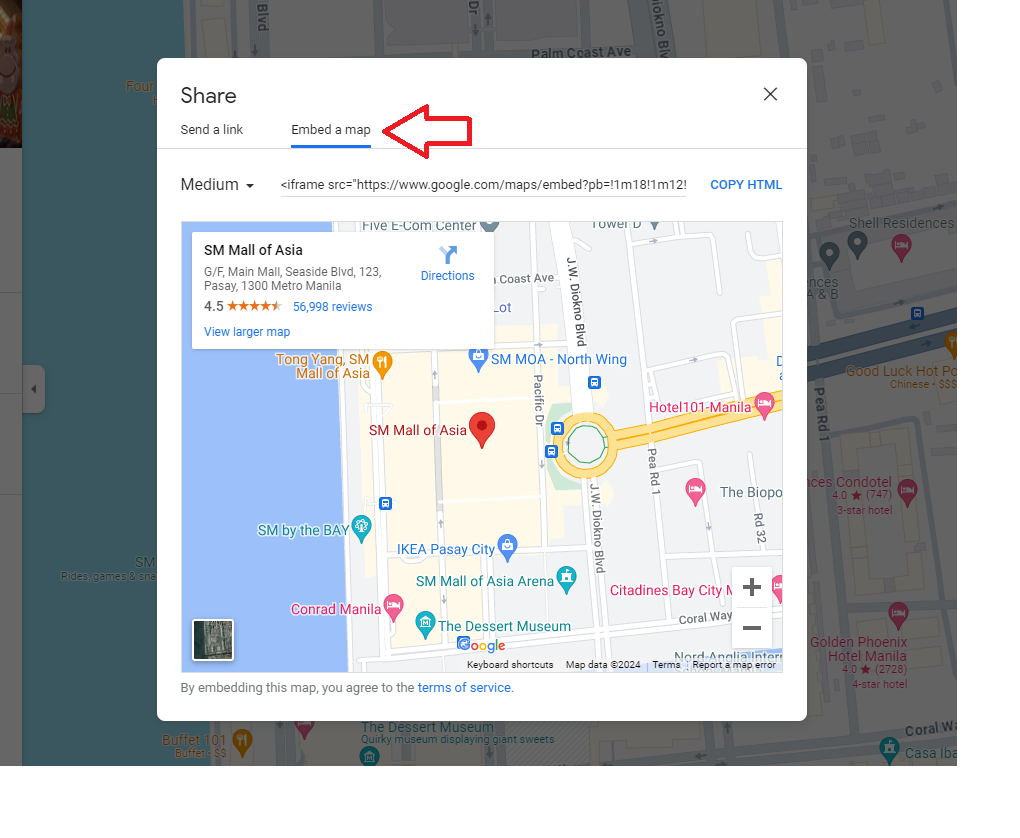 Blvd
Dr
J.W. Diokno Blvd
Palm Coast Ave
Four
Share
Send a link
Embed a map
Medium
<iframe src="https://www.google.com/maps/embed?pb=!1m18!1m12!
COPY HTML
Shell Residences
Five E-Com Center
Tower D
SM Mall of Asia
G/F, Main Mall, Seaside Blvd, 123,
Pasay, 1300 Metro Manila
4.5
56,998 reviews
View larger map
Directions
Coast Ave
Lot
J.W. Diokno Blvd
nces
A & B
Tong Yang, SM
Mall of Asia
SM MOA - North Wing
Pacific Dr
Good Luck Hot Po
Chinese · $$$
Hotel101-Manila
SM Mall of Asia
Pea Rd 1
Pea Rd 1
The Biopo
Rd 32
nces Condotel
4.0 ★ (747)
3-star hotel
J.W. Diokno Blvd
SM by the BAY
IKEA Pasay City
SM
Rides, games & sna
SM Mall of Asia Arena
Citadines Bay City M
Conrad Manila
The Dessert Museum
Coral Way
Google
Nord Anglia Inter
Keyboard shortcuts
Map data ©2024
Terms
Report a map error
Golden Phoenix
Hotel Manila
4.0 ★ (2728)
4-star hotel
By embedding this map, you agree to the terms of service.
The Dessert Museum
Quirky museum displaying giant sweets
Buffet 101
Buffet · $$
Coral W
Casa Iba